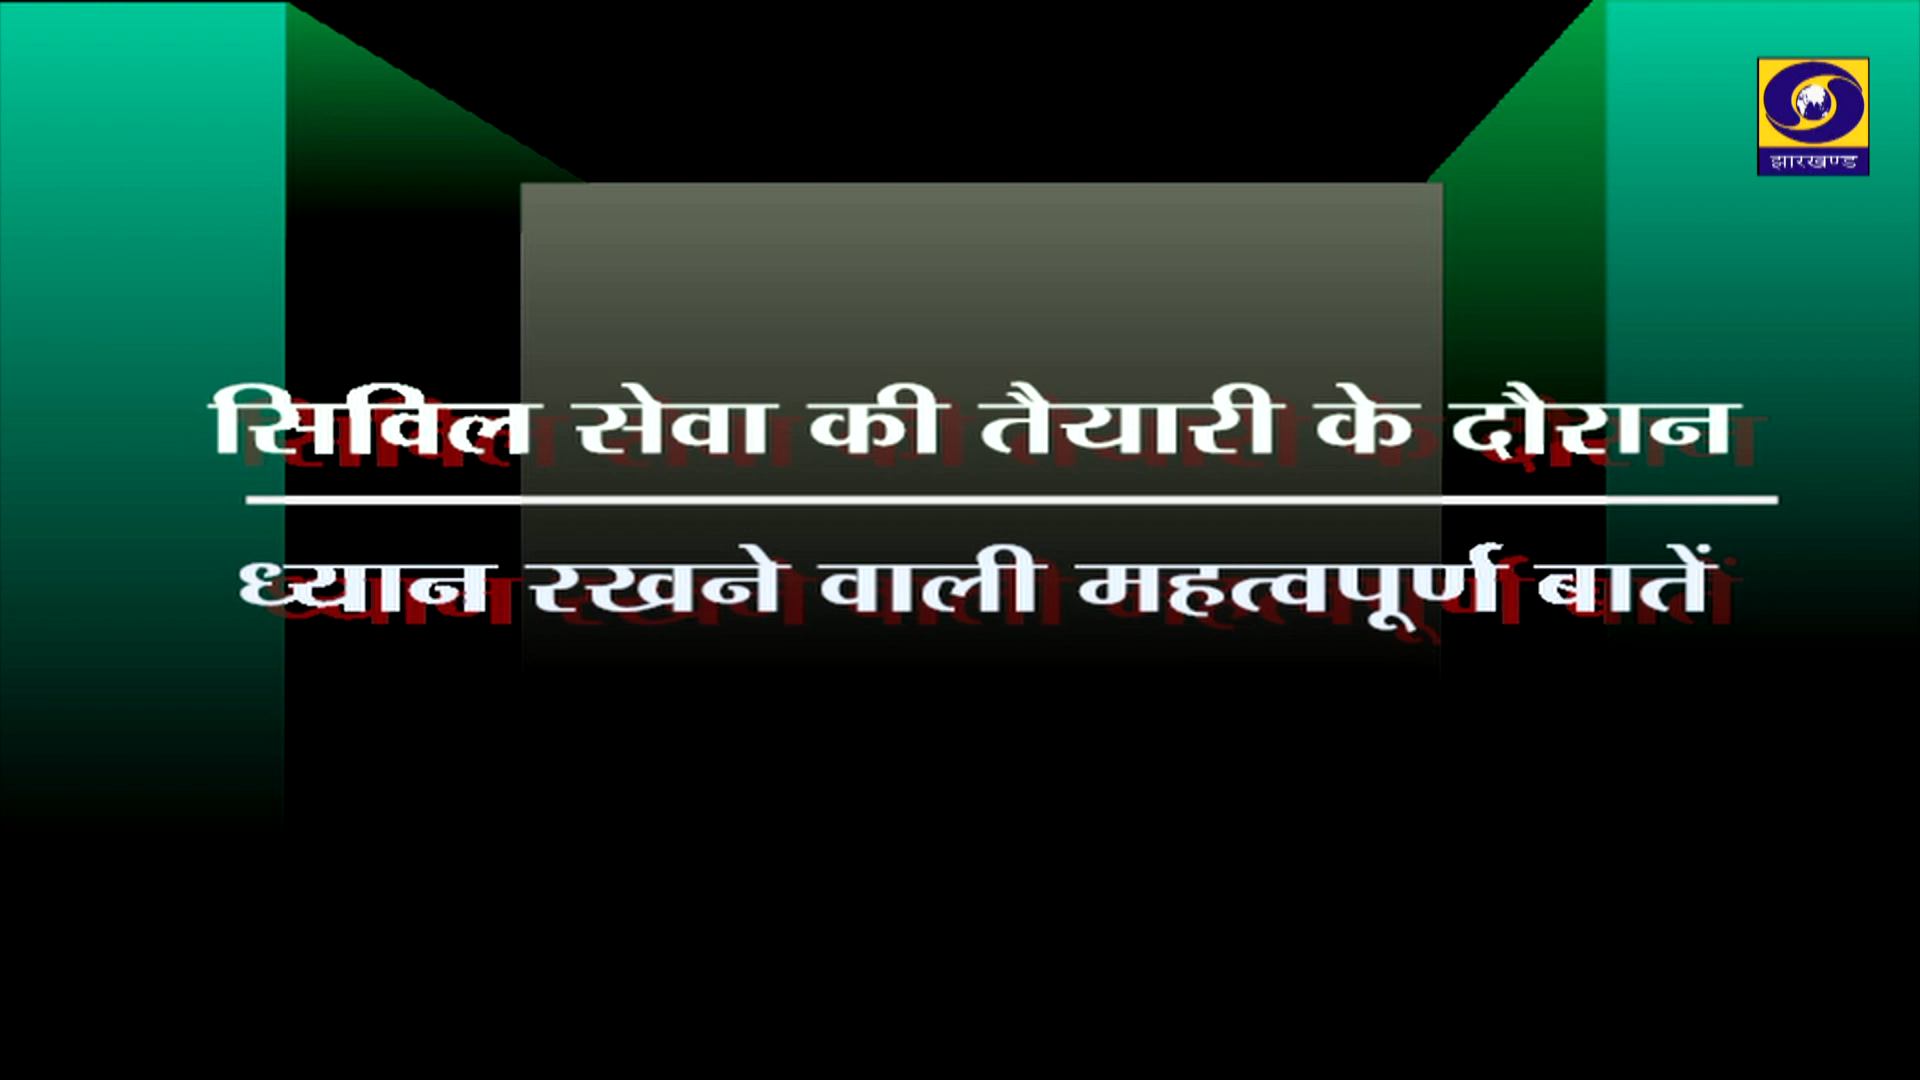 झारखण्ड
सिविल सेवा की तैयारी के दौरान
ध्यान रखने वाली महत्वपूर्ण बातें